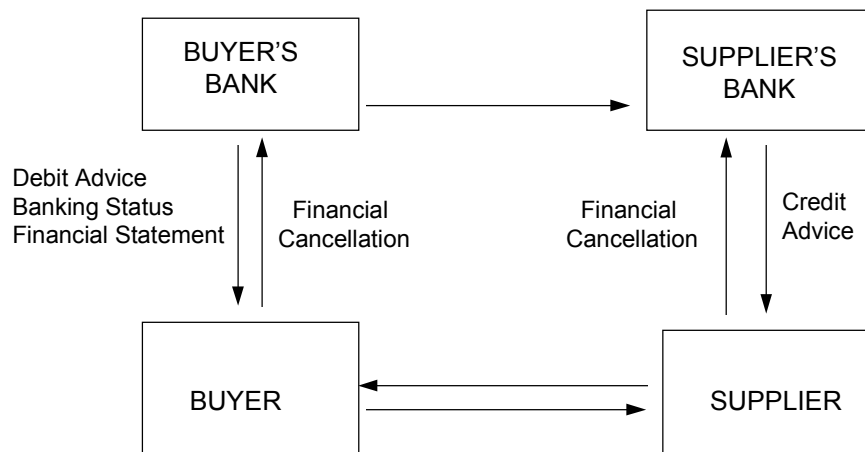 BUYER’S
BANK
SUPPLIER’S
BANK
Debit Advice
Banking Status
Financial Statement
Financial
Cancellation
Financial
Cancellation
Credit
Advice
BUYER
SUPPLIER